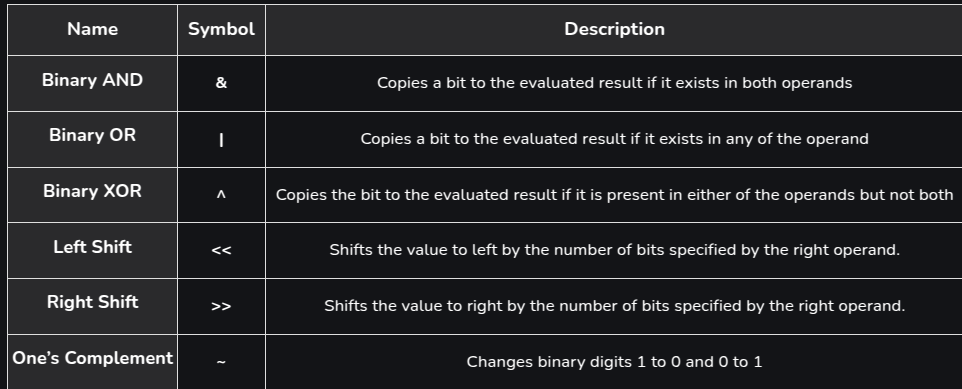 Name Symbol Description
Binary AND & Copies a bit to the evaluated result if it exists in both operands
Binary OR | Copies a bit to the evaluated result if it exists in any of the operand
Binary XOR ^ Copies the bit to the evaluated result if it is present in either of the operands but not both
Left Shift << Shifts the value to left by the number of bits specified by the right operand.
Right Shift >> Shifts the value to right by the number of bits specified by the right operand.
One’s Complement ~ Changes binary digits 1 to 0 and 0 to 1